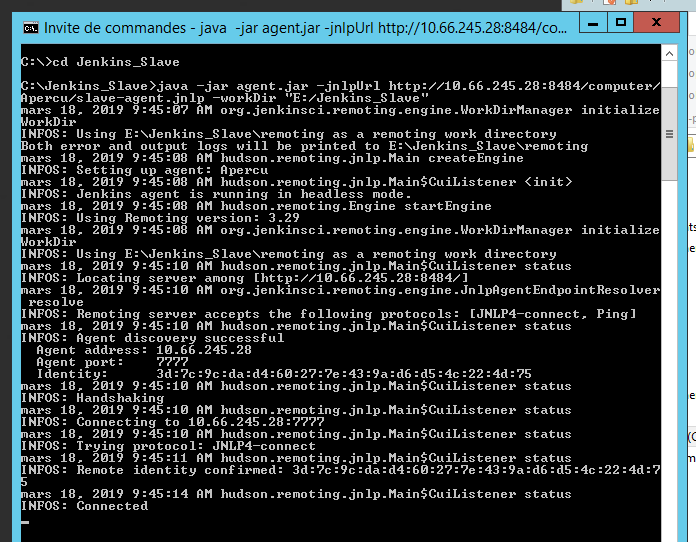 Invite de commandes - java  -jar agent.jar -jnlpUrl http://10.66.245.28:8484/co...
C:\>cd Jenkins_Slave
C:\Jenkins_Slave>java -jar agent.jar -jnlpUrl http://10.66.245.28:8484/computer/
Apercu/slave-agent.jnlp -workDir "E:/Jenkins_Slave"
mars 18, 2019 9:45:07 AM org.jenkinsci.remoting.engine.WorkDirManager initialize
WorkDir
INFOS: Using E:\Jenkins_Slave\remoting as a remoting work directory
Both error and output logs will be printed to E:\Jenkins_Slave\remoting
mars 18, 2019 9:45:08 AM hudson.remoting.jnlp.Main createEngine
INFOS: Setting up agent: Apercu
mars 18, 2019 9:45:08 AM hudson.remoting.jnlp.Main$CuiListener <init>
INFOS: Jenkins agent is running in headless mode.
mars 18, 2019 9:45:08 AM hudson.remoting.Engine startEngine
INFOS: Using Remoting version: 3.29
mars 18, 2019 9:45:08 AM org.jenkinsci.remoting.engine.WorkDirManager initialize
WorkDir
INFOS: Using E:\Jenkins_Slave\remoting as a remoting work directory
mars 18, 2019 9:45:10 AM hudson.remoting.jnlp.Main$CuiListener status
INFOS: Locating server among [http://10.66.245.28:8484/]
mars 18, 2019 9:45:10 AM org.jenkinsci.remoting.engine.JnlpAgentEndpointResolver
 resolve
INFOS: Remoting server accepts the following protocols: [JNLP4-connect, Ping]
mars 18, 2019 9:45:10 AM hudson.remoting.jnlp.Main$CuiListener status
INFOS: Agent discovery successful
  Agent address: 10.66.245.28
  Agent port:    7777
  Identity:      3d:7c:9c:da:d4:60:27:7e:43:9a:d6:d5:4c:22:4d:75
mars 18, 2019 9:45:10 AM hudson.remoting.jnlp.Main$CuiListener status
INFOS: Handshaking
mars 18, 2019 9:45:10 AM hudson.remoting.jnlp.Main$CuiListener status
INFOS: Connecting to 10.66.245.28:7777
mars 18, 2019 9:45:10 AM hudson.remoting.jnlp.Main$CuiListener status
INFOS: Trying protocol: JNLP4-connect
mars 18, 2019 9:45:11 AM hudson.remoting.jnlp.Main$CuiListener status
INFOS: Remote identity confirmed: 3d:7c:9c:da:d4:60:27:7e:43:9a:d6:d5:4c:22:4d:7
5
mars 18, 2019 9:45:14 AM hudson.remoting.jnlp.Main$CuiListener status
INFOS: Connected